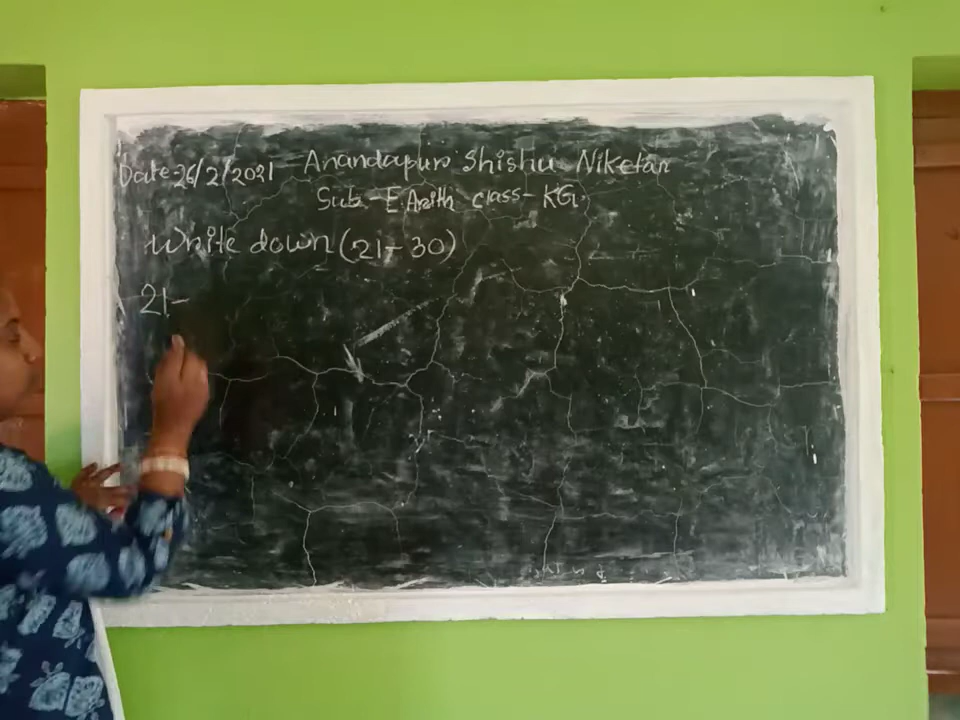 Date-26/2/2021 - Anandapur Shishu Niketan
Sub-E.Arith class-KG.
Write down (21-30)
21-